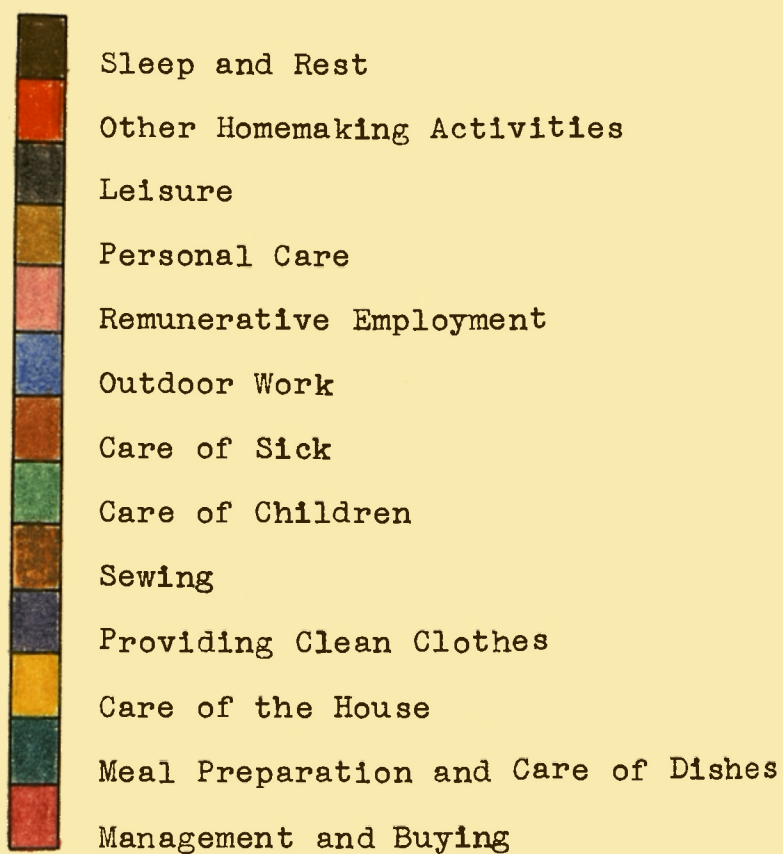 Sleep and Rest
Other Homemaking Activities
Leisure
Personal Care
Remunerative Employment
Outdoor Work
Care of Sick
Care of Children
Sewing
Providing Clean Clothes
Care of the House
Meal Preparation and Care of Dishes
Management and Buying